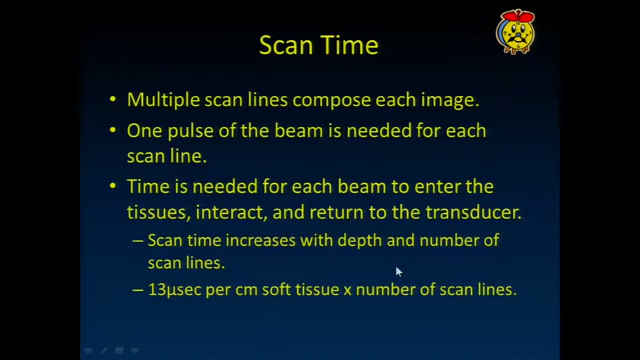 Scan Time
• Multiple scan lines compose each image.
• One pulse of the beam is needed for each
scan line.
• Time is needed for each beam to enter the
tissues, interact, and return to the transducer.
– Scan time increases with depth and number of
scan lines.
– 13µsec per cm soft tissue x number of scan lines.